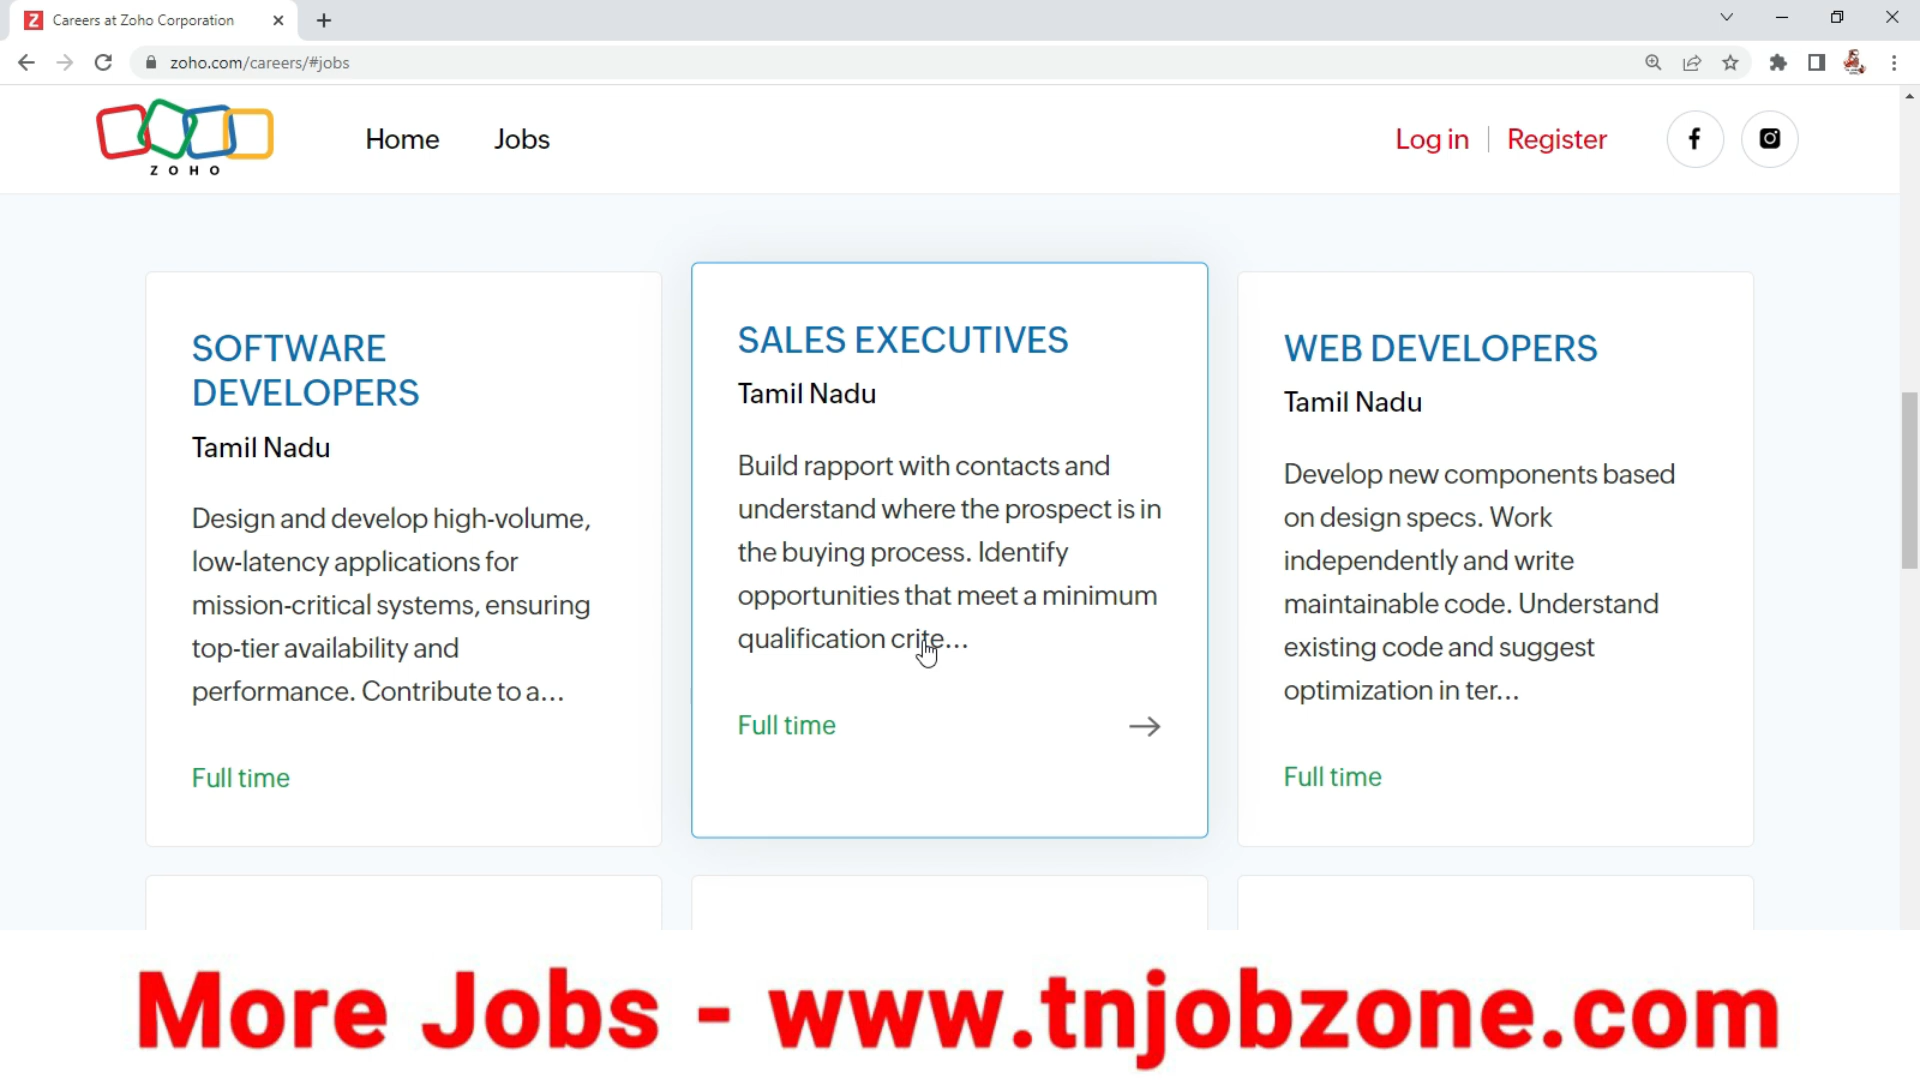 Careers at Zoho Corporation
zoho.com/careers/#jobs
ZOHO
Home
Jobs
Log in
Register
SOFTWARE
DEVELOPERS
Tamil Nadu
Design and develop high-volume,
low-latency applications for
mission-critical systems, ensuring
top-tier availability and
performance. Contribute to a...
Full time
SALES EXECUTIVES
Tamil Nadu
Build rapport with contacts and
understand where the prospect is in
the buying process. Identify
opportunities that meet a minimum
qualification crite...
Full time
WEB DEVELOPERS
Tamil Nadu
Develop new components based
on design specs. Work
independently and write
maintainable code. Understand
existing code and suggest
optimization in ter...
Full time
More Jobs - www.tnjobzone.com